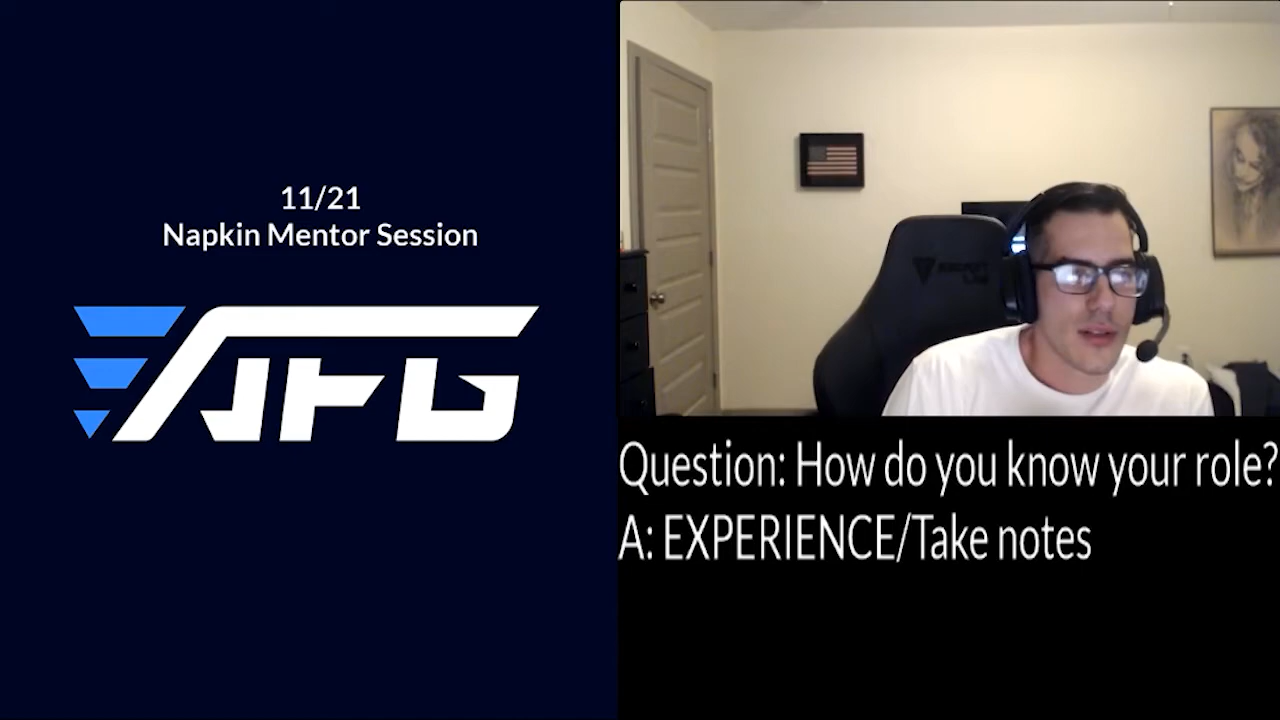 11/21
Napkin Mentor Session
AFG
Question: How do you know your role?
A: EXPERIENCE/Take notes